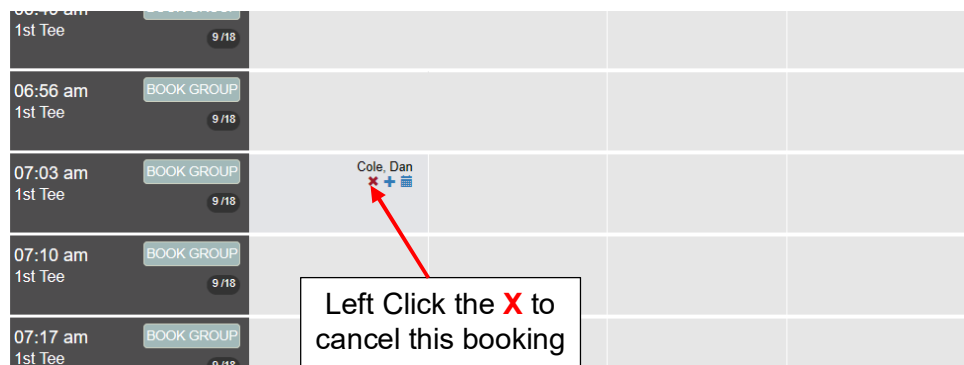 1st Tee
9/18
06:56 am BOOK GROUP
1st Tee
9/18
07:03 am BOOK GROUP Cole, Dan
1st Tee
9/18
07:10 am BOOK GROUP
1st Tee
9/18
Left Click the X to
cancel this booking
07:17 am BOOK GROUP
1st Tee